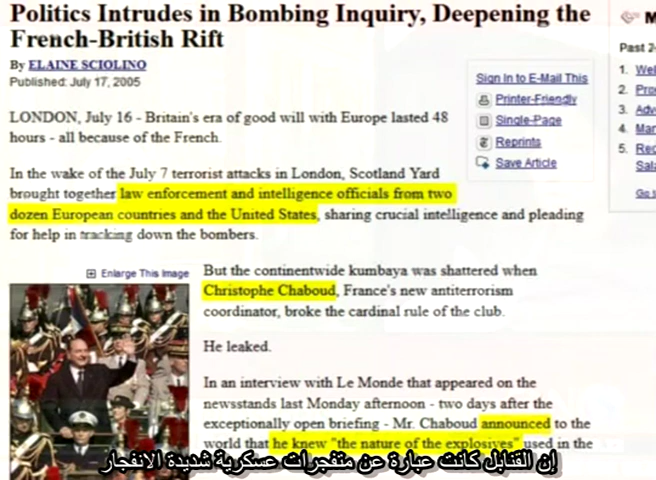 Politics Intrudes in Bombing Inquiry, Deepening the
French-British Rift
By ELAINE SCIOLINO
Published: July 17, 2005
Sign In to E-Mail This
Printer-Friendly
Single-Page
Reprints
Save Article
LONDON, July 16 - Britain's era of good will with Europe lasted 48
hours - all because of the French.
In the wake of the July 7 terrorist attacks in London, Scotland Yard
brought together law enforcement and intelligence officials from two
dozen European countries and the United States, sharing crucial intelligence and pleading
for help in tracking down the bombers.
Enlarge This Image
But the continentwide kumbaya was shattered when
Christophe Chaboud, France's new antiterrorism
coordinator, broke the cardinal rule of the club.
He leaked.
In an interview with Le Monde that appeared on the
newsstands last Monday afternoon - two days after the
exceptionally open briefing - Mr. Chaboud announced to the
world that he knew "the nature of the explosives" used in the
إن القنابل كانت عبارة عن متفجرات عسكرية شديدة الانفجار
M
Past 2
1.
2.
3.
4.
5.